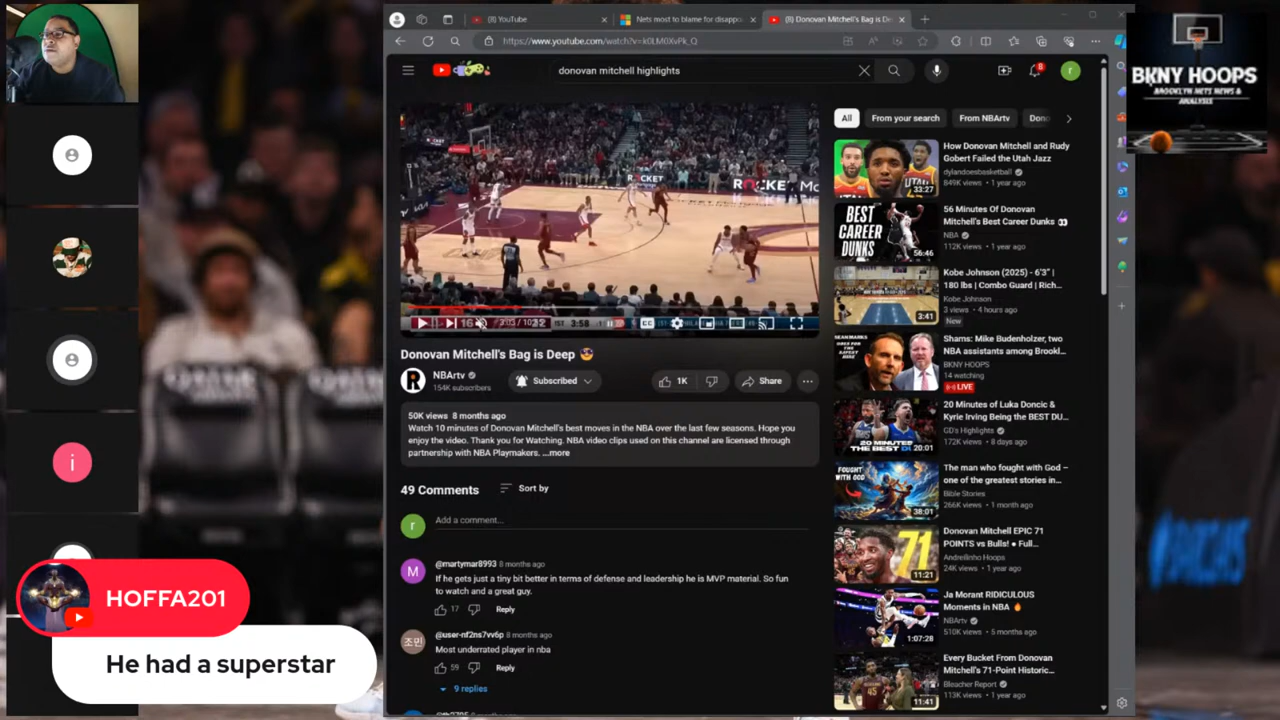 (8) YouTube
Nets most to blame for disappoi
(8) Donovan Mitchell's Bag is De
https://www.youtube.com/watch?v=k0LM0XvPk_Q
donovan mitchell highlights
8
r
BKNY HOOPS
BROOKLYN NETS NEWS &
ANALYSIS
ROCKET
ROCKET Mo
3:03 / 10:22
1ST 3:58
Donovan Mitchell's Bag is Deep 😎
NBArtv
154K subscribers
Subscribed
1K
Share
50K views 8 months ago
Watch 10 minutes of Donovan Mitchell's best moves in the NBA over the last few seasons. Hope you
enjoy the video. Thank you for Watching. NBA video clips used on this channel are licensed through
partnership with NBA Playmakers. ...more
49 Comments
Sort by
r
Add a comment...
M
@martymar8993 8 months ago
If he gets just a tiny bit better in terms of defense and leadership he is MVP material. So fun
to watch and a great guy.
17
Reply
조민
@user-nf2ns7vv6p 8 months ago
Most underrated player in nba
59
Reply
9 replies
All
From your search
From NBArtv
Dono
How Donovan Mitchell and Rudy
Gobert Failed the Utah Jazz
dylandoesbasketball
849K views • 1 year ago
33:27
BEST
CAREER
DUNKS
56 Minutes Of Donovan
Mitchell's Best Career Dunks 👀
NBA
112K views • 1 year ago
56:46
Kobe Johnson (2025) - 6'3" |
180 lbs | Combo Guard | Rich...
Kobe Johnson
3 views • 4 hours ago
New
3:41
Shams: Mike Budenholzer, two
NBA assistants among Brookl...
BKNY HOOPS
14 watching
LIVE
20 Minutes of Luka Doncic &
Kyrie Irving Being the BEST DU...
GD's Highlights
172K views • 8 days ago
20 MINUTES
20:01
FOUGHT
WITH GOD
The man who fought with God –
one of the greatest stories in...
Bible Stories
266K views • 1 month ago
38:01
Donovan Mitchell EPIC 71
POINTS vs Bulls! ● Full...
Andrelinho Hoops
24K views • 1 year ago
71
11:21
Ja Morant RIDICULOUS
Moments in NBA 🔥
NBArtv
510K views • 5 months ago
1:07:28
Every Bucket From Donovan
Mitchell's 71-Point Historic...
Bleacher Report
113K views • 1 year ago
11:41
i
HOFFA201
He had a superstar